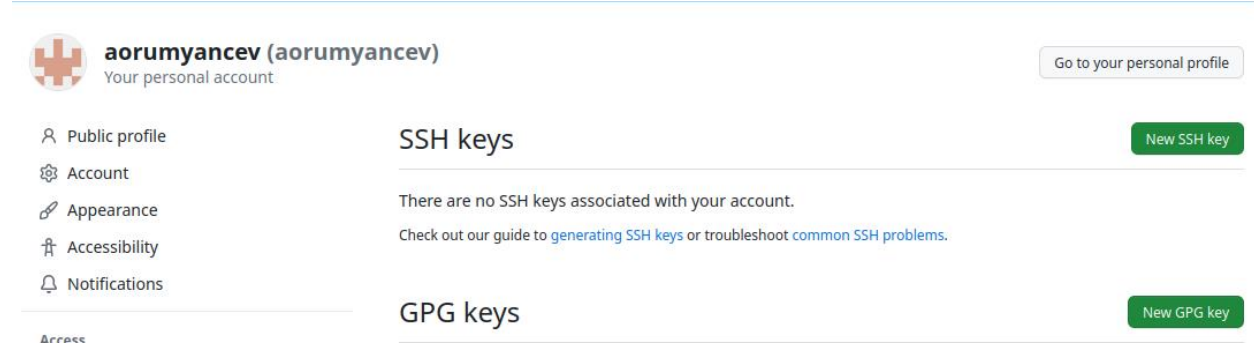 aorumyancev (aorumyancev)
Your personal account
Go to your personal profile
Public profile
Account
Appearance
Accessibility
Notifications
Access
SSH keys
New SSH key
There are no SSH keys associated with your account.
Check out our guide to generating SSH keys or troubleshoot common SSH problems.
GPG keys
New GPG key